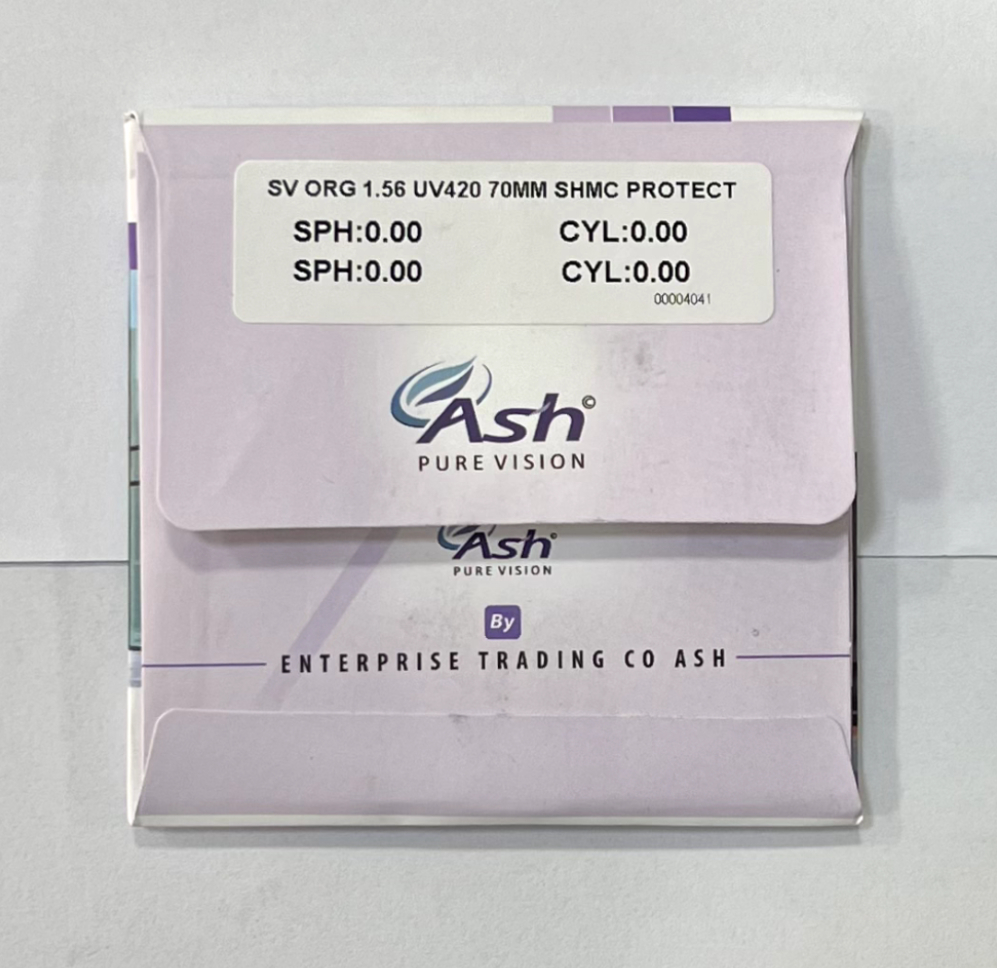 SV ORG 1.56 UV420 70MM SHMC PROTECT
SPH:0.00 CYL:0.00
SPH:0.00 CYL:0.00
00004041
Ash©
PURE VISION
Ash©
PURE VISION
By
ENTERPRISE TRADING CO ASH